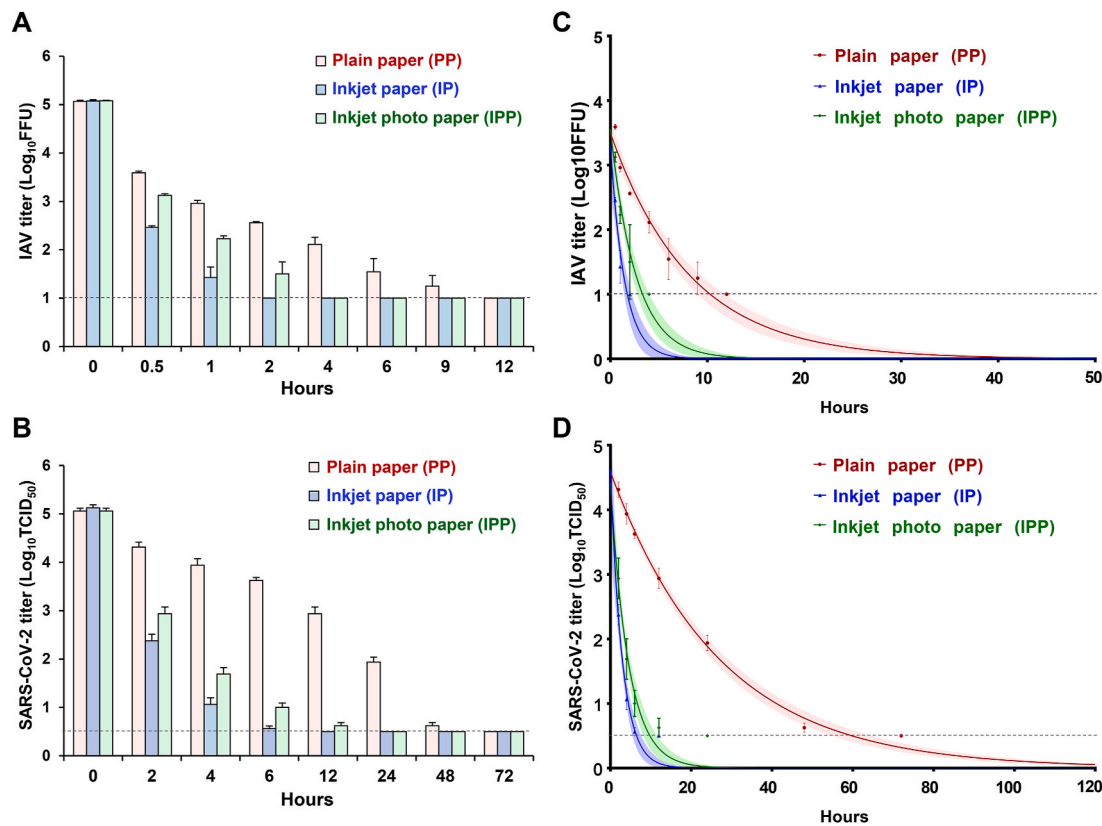 A
IAV titer (Log10FFU)
6
5
4
3
2
1
0
Plain paper (PP)
Inkjet paper (IP)
Inkjet photo paper (IPP)
0 0.5 1 2 4 6 9 12
Hours
C
IAV titer (Log10FFU)
5
4
3
2
1
0
Plain paper (PP)
Inkjet paper (IP)
Inkjet photo paper (IPP)
0 10 20 30 40 50
Hours
B
SARS-CoV-2 titer (Log10TCID50)
6
5
4
3
2
1
0
Plain paper (PP)
Inkjet paper (IP)
Inkjet photo paper (IPP)
0 2 4 6 12 24 48 72
Hours
D
SARS-CoV-2 titer (Log10TCID50)
5
4
3
2
1
0
Plain paper (PP)
Inkjet paper (IP)
Inkjet photo paper (IPP)
0 20 40 60 80 100 120
Hours